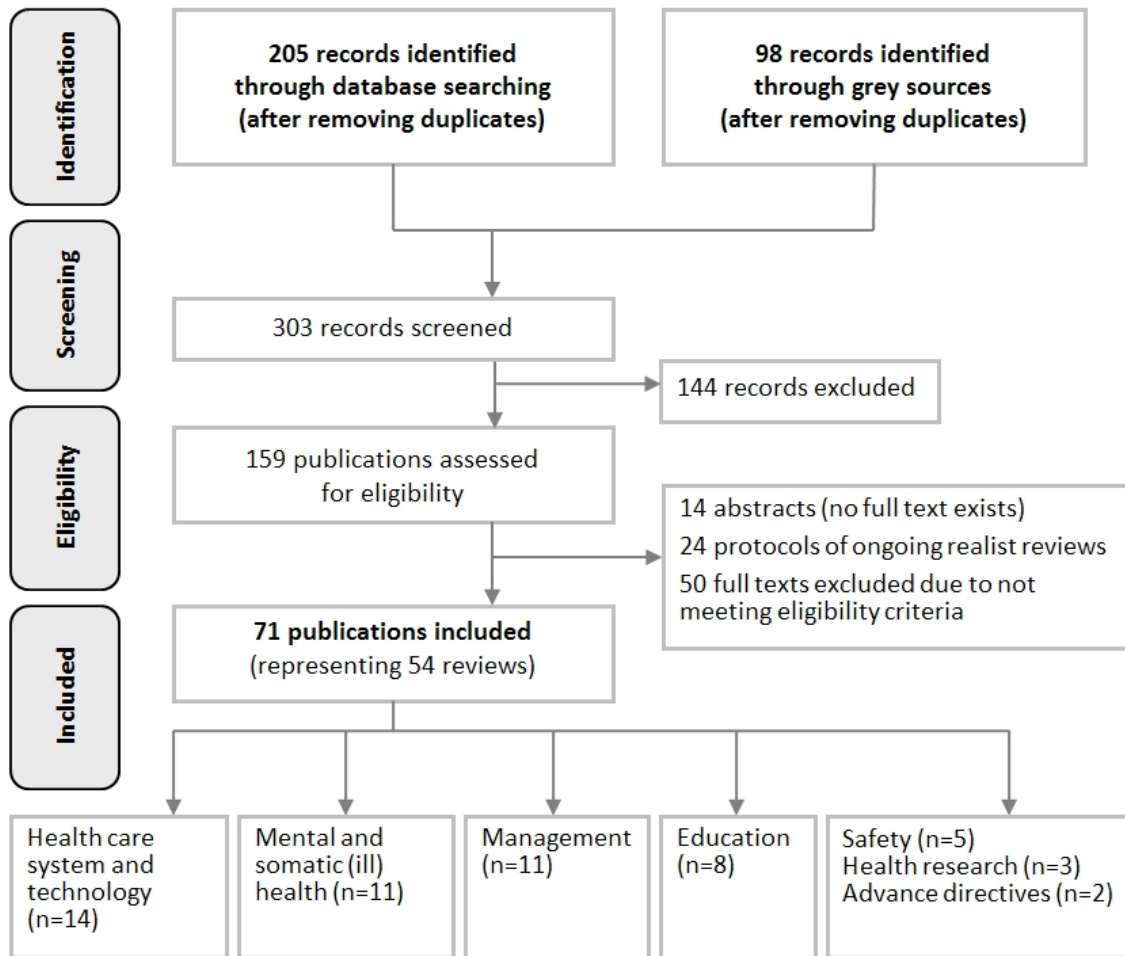 Identification
205 records identified
through database searching
(after removing duplicates)
98 records identified
through grey sources
(after removing duplicates)
Screening
303 records screened
144 records excluded
Eligibility
159 publications assessed
for eligibility
14 abstracts (no full text exists)
24 protocols of ongoing realist reviews
50 full texts excluded due to not
meeting eligibility criteria
Included
71 publications included
(representing 54 reviews)
Health care
system and
technology
(n=14)
Mental and
somatic (ill)
health (n=11)
Management
(n=11)
Education
(n=8)
Safety (n=5)
Health research (n=3)
Advance directives (n=2)